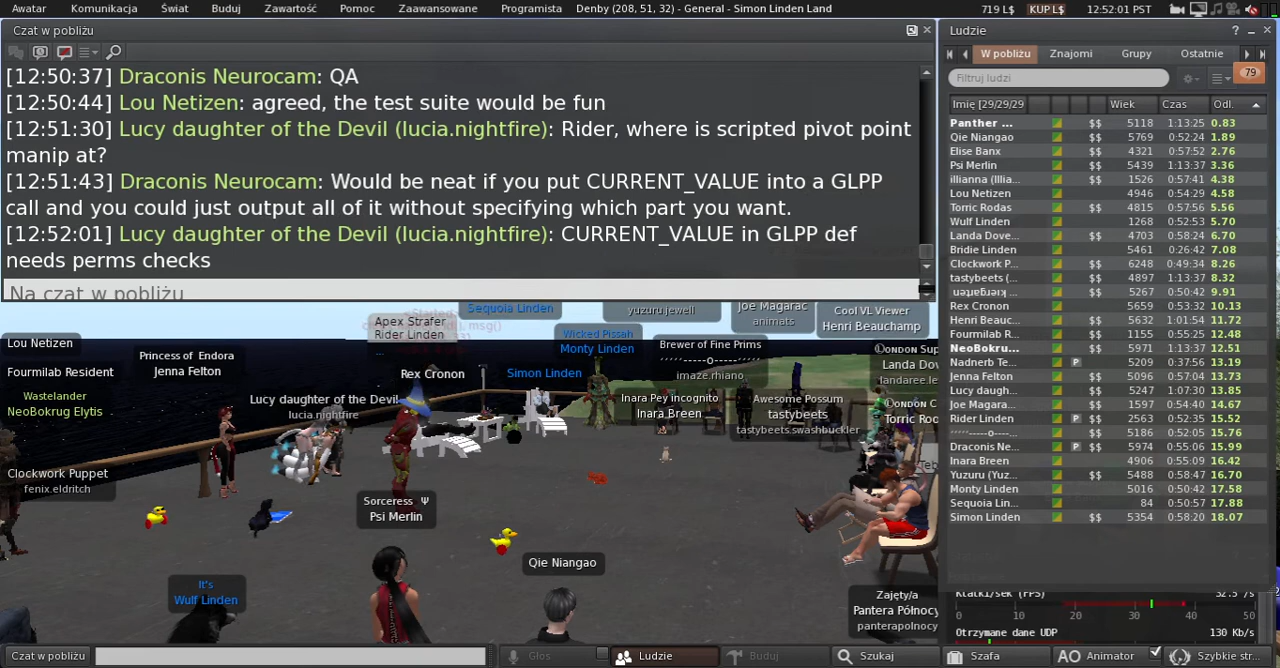 Awatar Komunikacja Świat Buduj Zawartość Pomoc Zaawansowane Programista Denby (208, 51, 32) - General - Simon Linden Land 719 L$ KUP L$ 12:52:01 PST
Czat w pobliżu
[12:50:37] Draconis Neurocam: QA
[12:50:44] Lou Netizen: agreed, the test suite would be fun
[12:51:30] Lucy daughter of the Devil (lucia.nightfire): Rider, where is scripted pivot point
manip at?
[12:51:43] Draconis Neurocam: Would be neat if you put CURRENT_VALUE into a GLPP
call and you could just output all of it without specifying which part you want.
[12:52:01] Lucy daughter of the Devil (lucia.nightfire): CURRENT_VALUE in GLPP def
needs perms checks
Na czat w pobliżu
Sequoia Linden
yuzuru.jewell
Joe Magarac
animats
Cool VL Viewer
Henri Beauchamp
Apex Strafer
Rider Linden
...
Wicked Pissah
Monty Linden
Brewer of Fine Prims
՛՛՛՛՛-----o----.
imaze.rhiano
Lou Netizen
Princess of Endora
Jenna Felton
Fourmilab Resident
Rex Cronon
Simon Linden
Landa Do
landaree.le
Wastelander
NeoBokrug Elytis
Lucy daughter of the Devil
lucia.nightfire
Inara Pey incognito
Inara Breen
Awesome Possum
tastybeets
tastybeets.swashbuckler
Torric Rod
Clockwork Puppet
fenix.eldritch
Sorceress Ψ
Psi Merlin
Qie Niangao
It's
Wulf Linden
Zajęty/a
Pantera Północy
panterapolnocy
Ludzie
W pobliżu Znajomi Grupy Ostatnie
Filtruj ludzi
79
Imię [29/29/29 Wiek Czas Odl.
Panther ... $$ 5118 1:13:25 0.83
Qie Niangao $$ 5769 0:52:24 1.89
Elise Banx $$ 4321 0:57:52 2.76
Psi Merlin $$ 5439 1:13:37 3.36
illianna (Illia... $$ 1526 0:57:41 4.38
Lou Netizen 4946 0:54:29 4.58
Torric Rodas $$ 4815 0:57:56 5.56
Wulf Linden 1268 0:52:53 5.70
Landa Dove... $$ 4703 0:58:24 6.70
Bridie Linden 5461 0:26:42 7.08
Clockwork P... $$ 6248 0:49:34 8.26
tastybeets ( $$ 4897 1:13:37 8.32
$$ 5267 0:50:42 9.91
Rex Cronon 5659 0:53:32 10.13
Henri Beauc... $$ 5632 1:01:54 11.72
Fourmilab R... $$ 1155 0:55:25 12.48
NeoBokru... $$ 5971 1:13:37 12.51
Nadnerb Te... P 5209 0:37:56 13.19
Jenna Felton $$ 5096 0:57:04 13.73
Lucy daugh... $$ 5247 1:07:30 13.85
Joe Magara... $$ 1597 0:54:40 14.67
Rider Linden P $$ 2563 0:52:35 15.52
՛՛՛՛՛-----o----... $$ 5186 0:52:05 15.76
Draconis Ne... P $$ 5974 0:55:06 15.99
Inara Breen 4906 0:55:09 16.42
Yuzuru (Yuz... $$ 5488 0:58:47 16.70
Monty Linden 5016 0:50:42 17.58
Sequoia Lin... 84 0:50:57 17.88
Simon Linden $$ 5354 0:58:20 18.07
Klatki/sek (FPS) 32.5 /s
0 10 20 30 40 50
Otrzymane dane UDP 130 Kb/s
Czat w pobliżu Głos Ludzie Buduj Szukaj Szafa AO Animator Szybkie str...